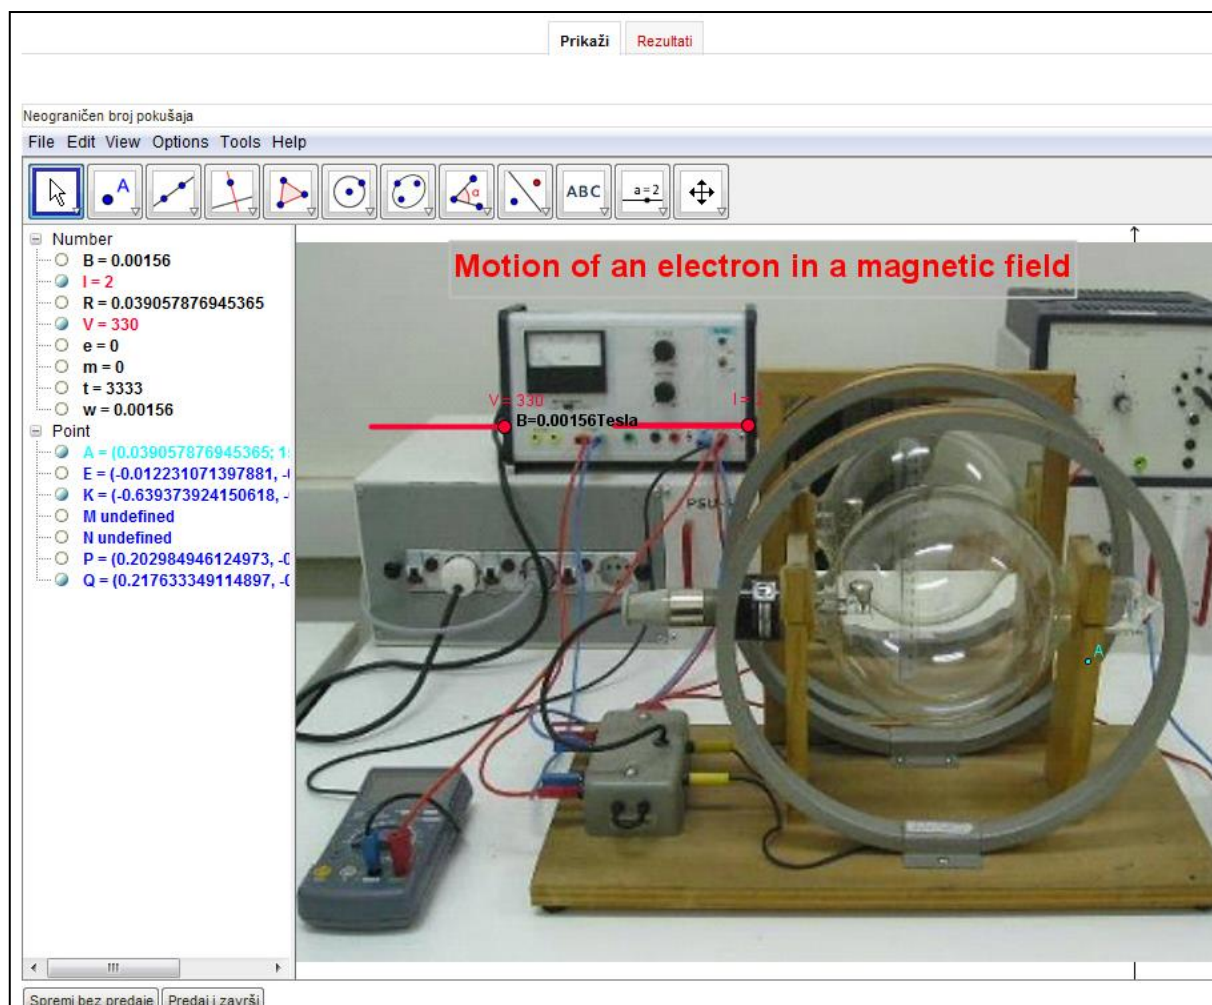 Prikaži Rezultati
Neograničen broj pokušaja
File Edit View Options Tools Help
A ABC a=2
Number
B = 0.00156
I = 2
R = 0.039057876945365
V = 330
e = 0
m = 0
t = 3333
w = 0.00156
Point
A = (0.039057876945365; 1
E = (-0.012231071397881, -
K = (-0.639373924150618, -
M undefined
N undefined
P = (0.202984946124973, -0
Q = (0.217633349114897, -0
Motion of an electron in a magnetic field
V = 330
I = 2
B=0.00156Tesla
PSU-
A
Spremi bez predaje Predaj i završi